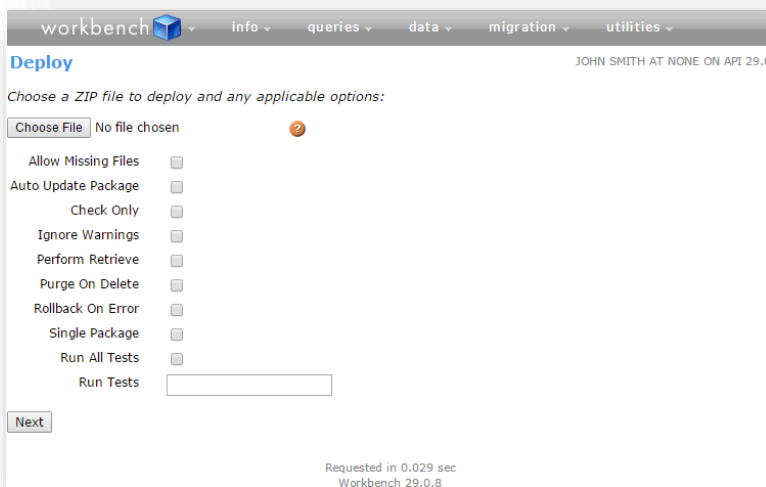 workbench info queries data migration utilities
Deploy JOHN SMITH AT NONE ON API 29.0
Choose a ZIP file to deploy and any applicable options:
Choose File No file chosen ?
Allow Missing Files
Auto Update Package
Check Only
Ignore Warnings
Perform Retrieve
Purge On Delete
Rollback On Error
Single Package
Run All Tests
Run Tests
Next
Requested in 0.029 sec
Workbench 29.0.8